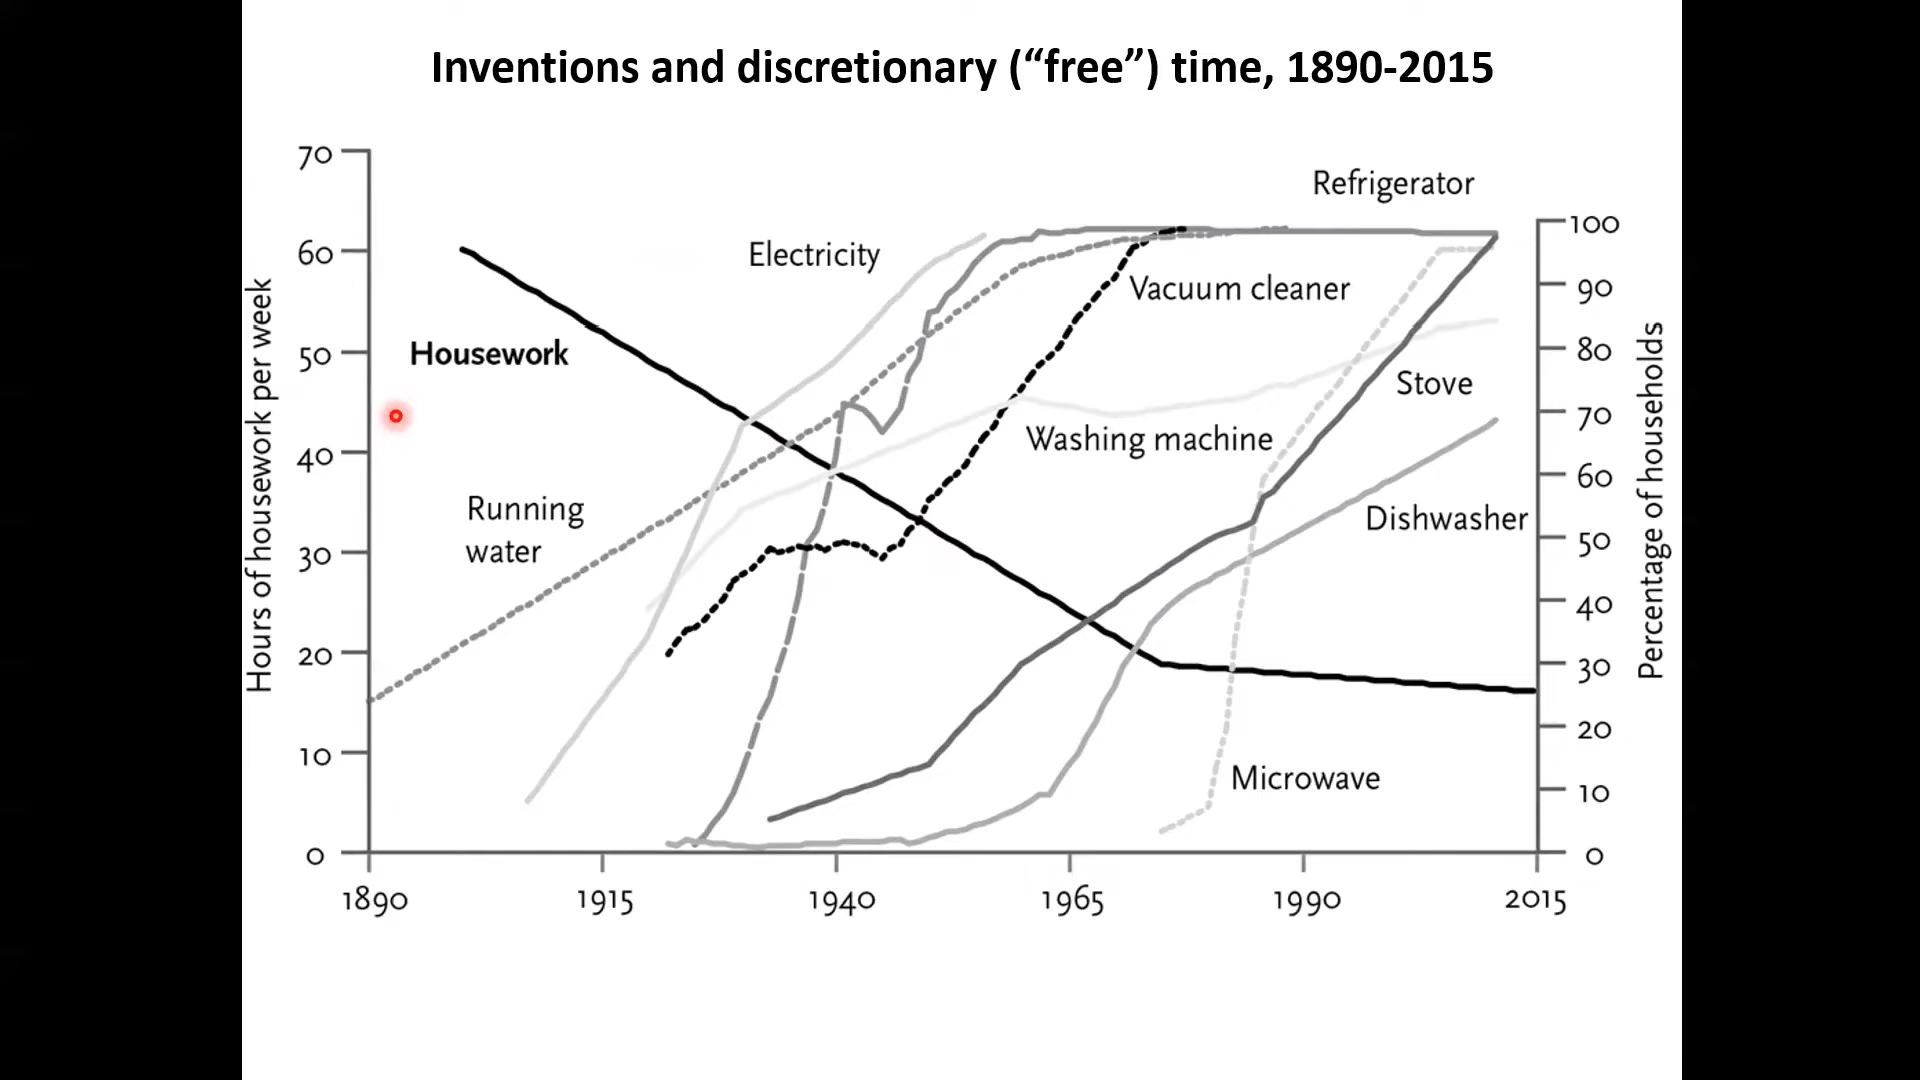 Inventions and discretionary (“free”) time, 1890-2015
Hours of housework per week
70
60
50
40
30
20
10
0
Housework
Running
water
Electricity
Refrigerator
Vacuum cleaner
Stove
Washing machine
Dishwasher
Microwave
100
90
80
70
60
50
40
30
20
10
0
Percentage of households
1890
1915
1940
1965
1990
2015